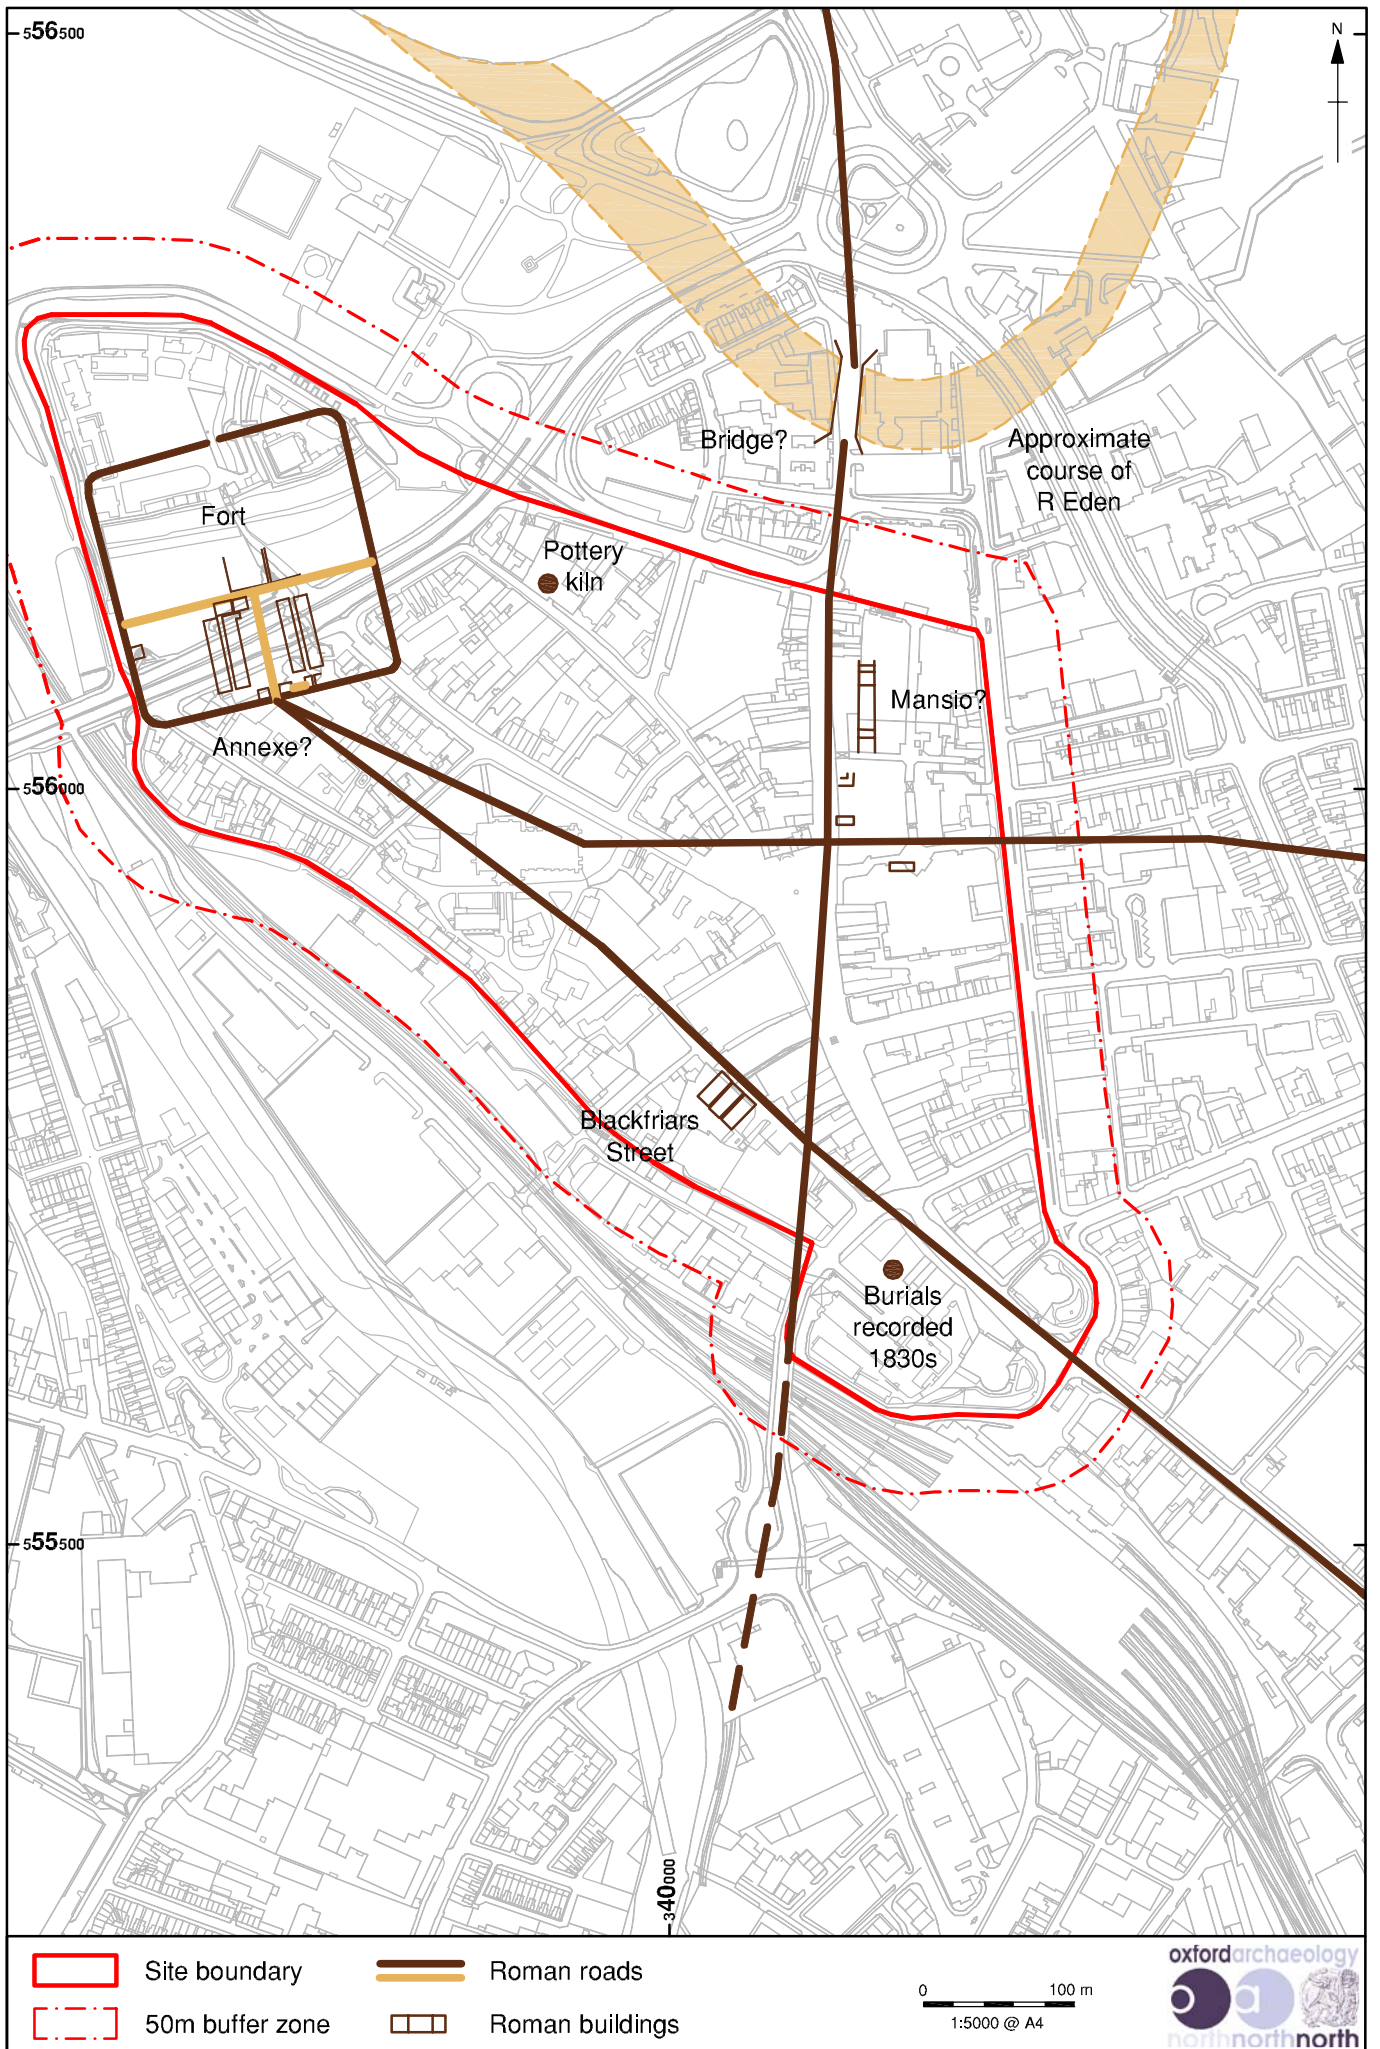 556500
N
Bridge?
Approximate
course of
R Eden
Fort
Pottery
kiln
Mansio?
Annexe?
556000
Blackfriars
Street
Burials
recorded
1830s
555500
340000
Site boundary
50m buffer zone
Roman roads
Roman buildings
0 100 m
1:5000 @ A4
oxfordarchaeology
o a
northnorthnorth